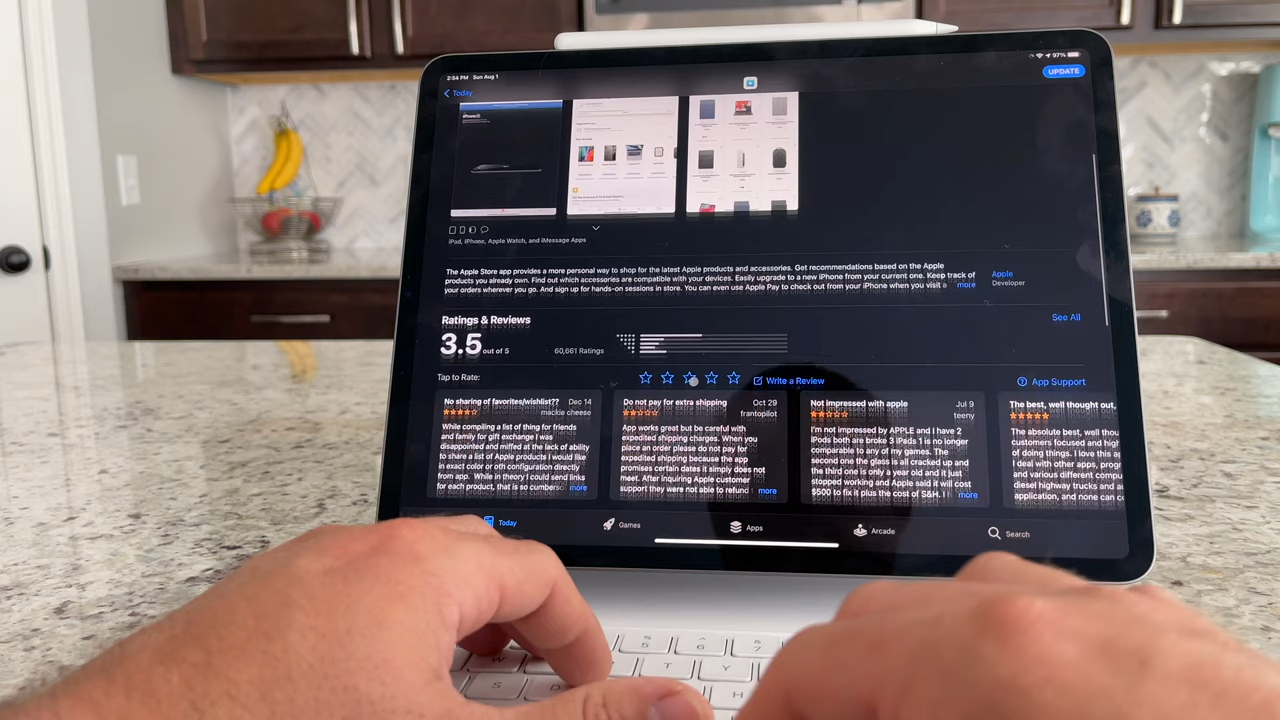 2:54 PM Sun Aug 1
97%
Today
UPDATE
iPad, iPhone, Apple Watch, and iMessage Apps
The Apple Store app provides a more personal way to shop for the latest Apple products and accessories. Get recommendations based on the Apple
products you already own. Find out which accessories are compatible with your devices. Easily upgrade to a new iPhone from your current one. Keep track of
your orders wherever you go. And sign up for hands-on sessions in store. You can even use Apple Pay to check out from your iPhone when you visit a more
Apple
Developer
Ratings & Reviews
See All
3.5 out of 5
60,661 Ratings
Tap to Rate:
Write a Review
App Support
No sharing of favorites/wishlist?? Dec 14
mackie cheese
While compiling a list of thing for friends
and family for gift exchange I was
disappointed and miffed at the lack of ability
to share a list of Apple products I would like
in exact color or oth configuration directly
from app. While in theory I could send links
for each product, that is so cumbersc more
Do not pay for extra shipping Oct 29
frantopilot
App works great but be careful with
expedited shipping charges. When you
place an order please do not pay for
expedited shipping because the app
promises certain dates it simply does not
meet. After inquiring Apple customer
support they were not able to refund more
Not impressed with apple Jul 9
teeny
I'm not impressed by APPLE and I have 2
iPods both are broke 3 iPads 1 is no longer
comparable to any of my games. The
second one the glass is all cracked up and
the third one is only a year old and it just
stopped working and Apple said it will cost
$500 to fix it plus the cost of S&H. I more
The best, well thought out,
The absolute best, well thou
customers focused and high
of doing things. I love this a
I deal with other apps, progr
and various different compu
diesel highway trucks and au
application, and none can co
Today
Games
Apps
Arcade
Search
5
6
7
W
T
Y
S
D
H